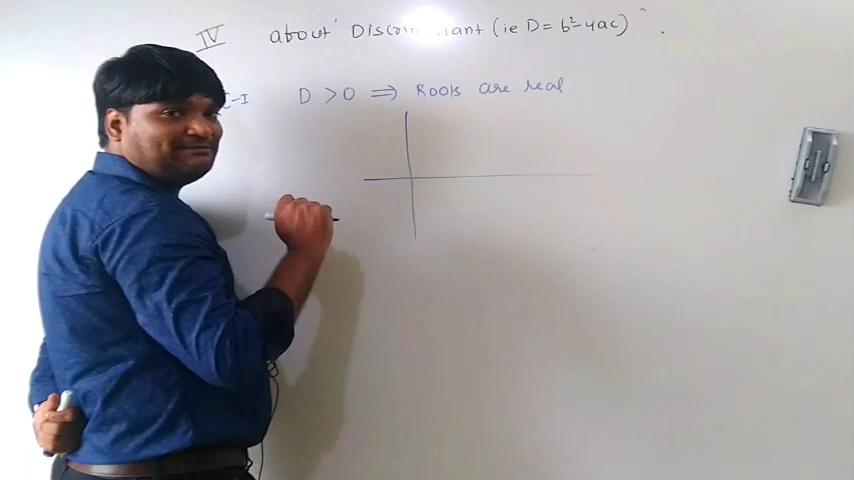 IV about Discriminant (ie D = b²-4ac)
-I D > 0 ⇒ Roots are real